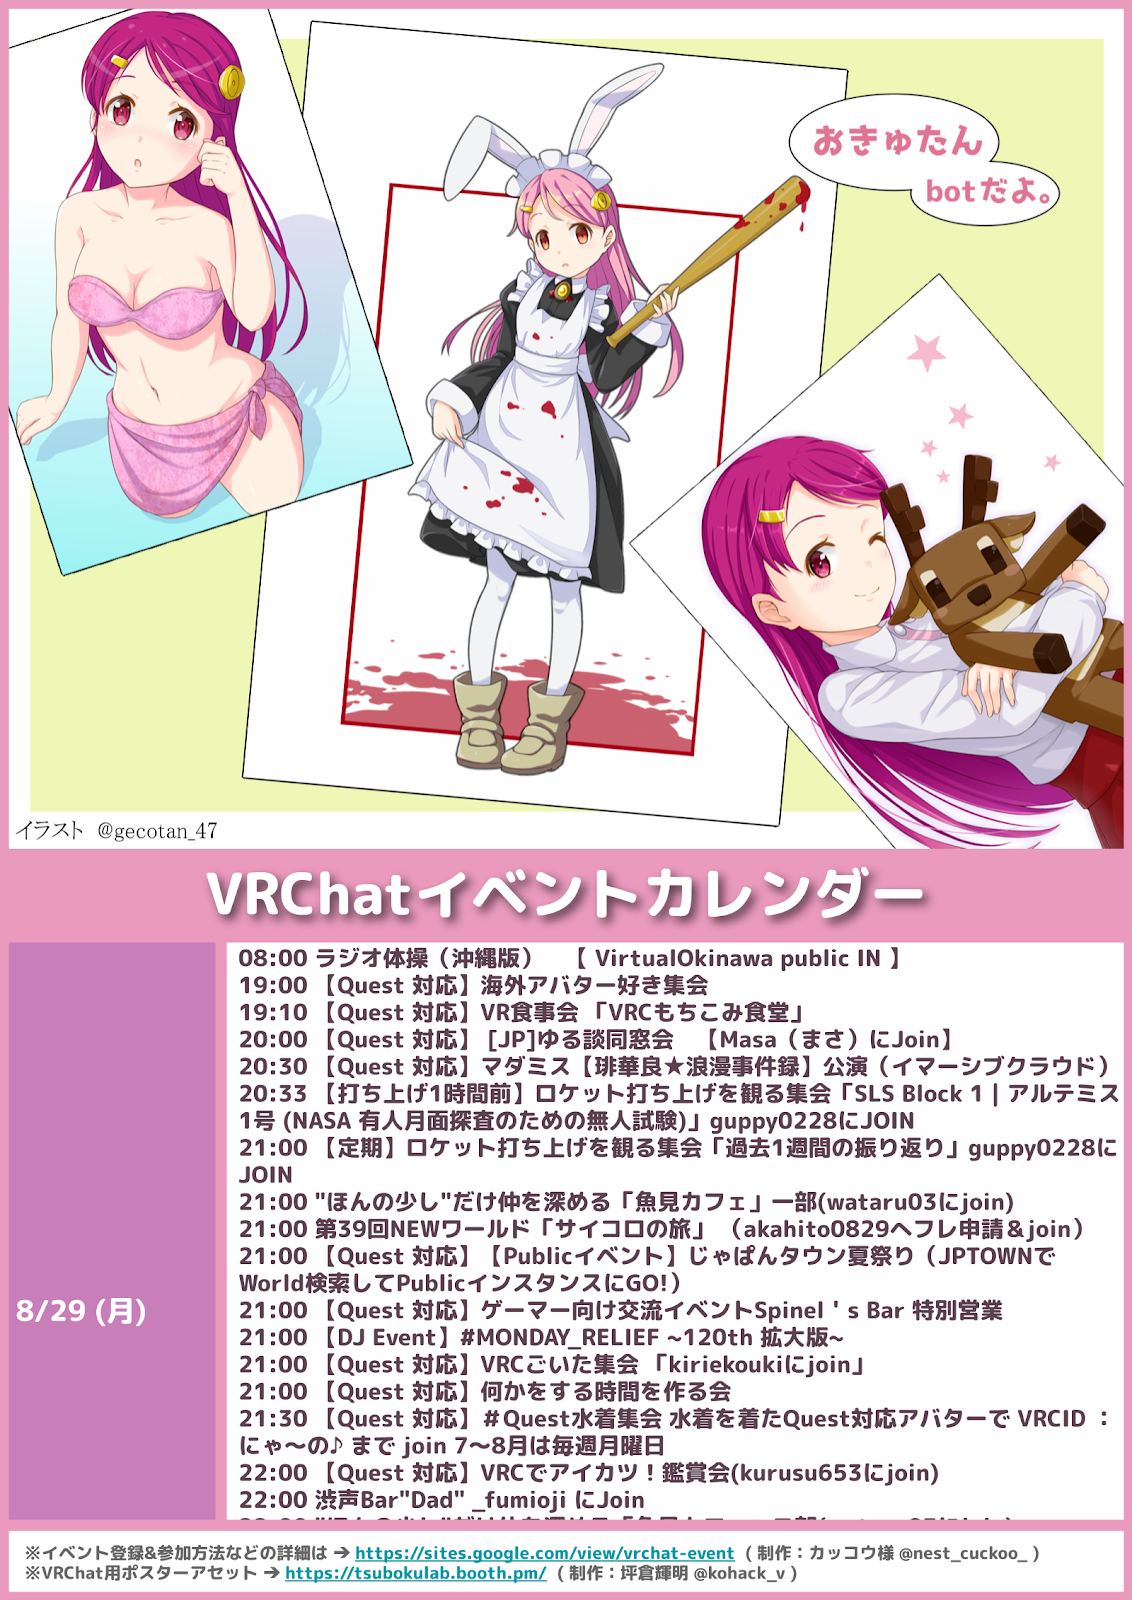 おきゅたん
botだよ。
イラスト @gecotan_47
VRChatイベントカレンダー
8/29 (月)
08:00 ラジオ体操（沖縄版） 【 VirtualOkinawa public IN 】
19:00 【Quest 対応】海外アバター好き集会
19:10 【Quest 対応】VR食事会 「VRCもちこみ食堂」
20:00 【Quest 対応】 [JP]ゆる談同窓会 【Masa（まさ）にJoin】
20:30 【Quest 対応】マダミス【琲華良★浪漫事件録】公演（イマーシブクラウド）
20:33 【打ち上げ1時間前】ロケット打ち上げを観る集会「SLS Block 1 | アルテミス
1号 (NASA 有人月面探査のための無人試験)」guppy0228にJOIN
21:00 【定期】ロケット打ち上げを観る集会「過去1週間の振り返り」guppy0228に
JOIN
21:00 "ほんの少し"だけ仲を深める「魚見カフェ」一部(wataru03にjoin)
21:00 第39回NEWワールド「サイコロの旅」 （akahito0829へフレ申請＆join）
21:00 【Quest 対応】【Publicイベント】じゃぱんタウン夏祭り（JPTOWNで
World検索してPublicインスタンスにGO!）
21:00 【Quest 対応】ゲーマー向け交流イベントSpinel ' s Bar 特別営業
21:00 【DJ Event】#MONDAY_RELIEF ~120th 拡大版~
21:00 【Quest 対応】VRCごいた集会 「kiriekoukiにjoin」
21:00 【Quest 対応】何かをする時間を作る会
21:30 【Quest 対応】＃Quest水着集会 水着を着たQuest対応アバターで VRCID ：
にゃ～の♪ まで join 7～8月は毎週月曜日
22:00 【Quest 対応】VRCでアイカツ！鑑賞会(kurusu653にjoin)
22:00 渋声Bar"Dad" _fumioji にJoin
※イベント登録&参加方法などの詳細は ➔ https://sites.google.com/view/vrchat-event （ 制作：カッコウ様 @nest_cuckoo_ ）
※VRChat用ポスターアセット ➔ https://tsubokulab.booth.pm/ （ 制作：坪倉輝明 @kohack_v ）